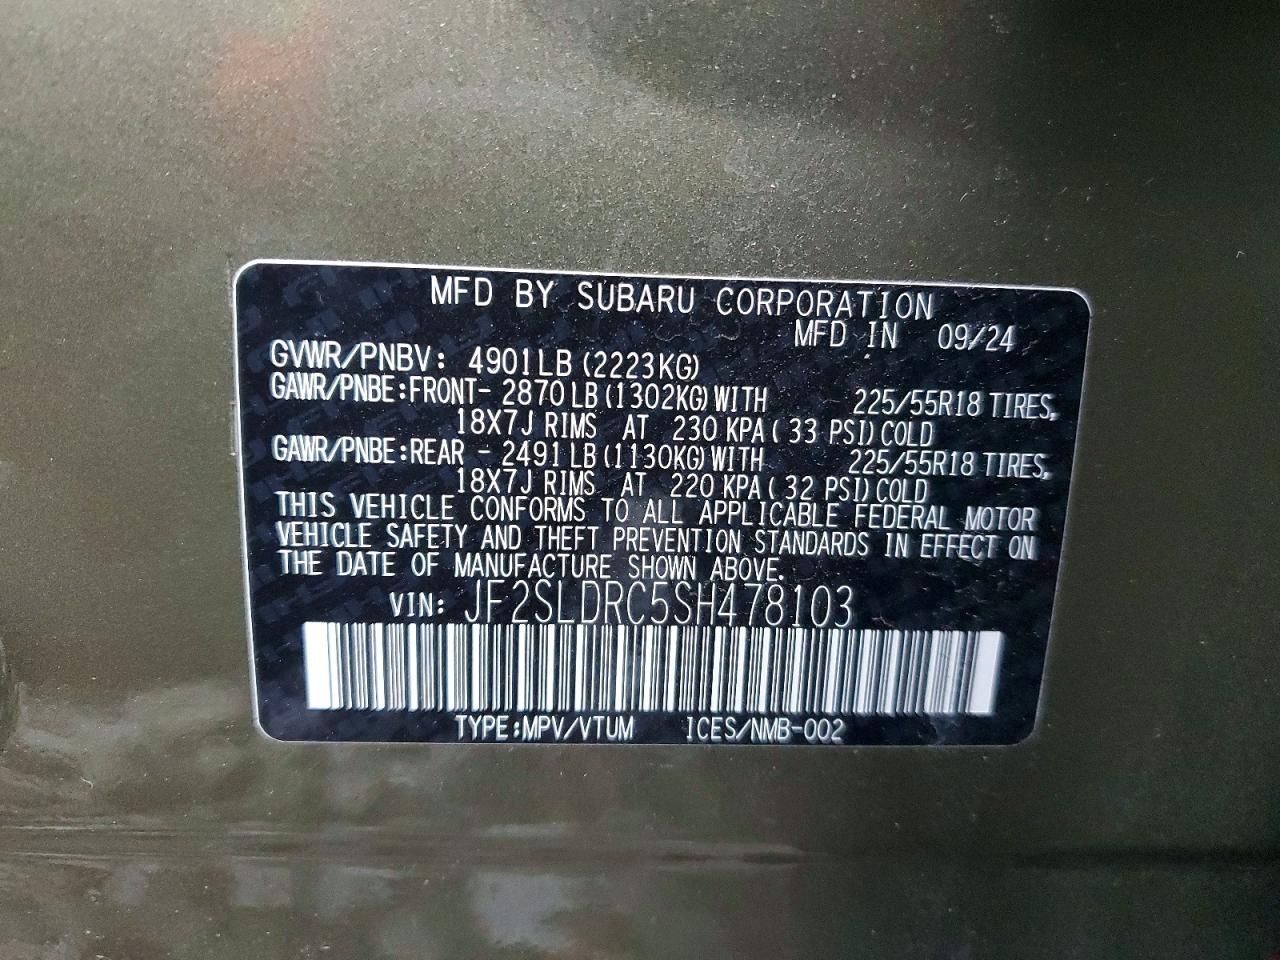 MFD BY SUBARU CORPORATION
MFD IN 09/24
GVWR/PNBV: 4901LB (2223KG)
GAWR/PNBE:FRONT- 2870 LB (1302KG) WITH 225/55R18 TIRES,
18X7J RIMS AT 230 KPA ( 33 PSI) COLD
GAWR/PNBE:REAR - 2491 LB (1130KG) WITH 225/55R18 TIRES,
18X7J RIMS AT 220 KPA ( 32 PSI) COLD
THIS VEHICLE CONFORMS TO ALL APPLICABLE FEDERAL MOTOR
VEHICLE SAFETY AND THEFT PREVENTION STANDARDS IN EFFECT ON
THE DATE OF MANUFACTURE SHOWN ABOVE.
VIN: JF2SLDRC5SH478103
TYPE:MPV/VTUM ICES/NMB-002